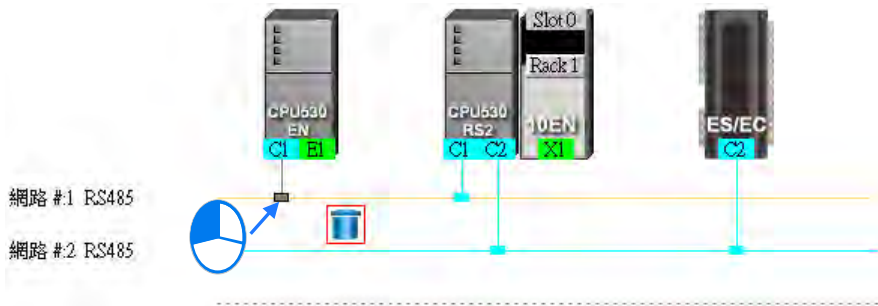 Slot 0
Rack 1
CPU530
EN
C1 E1
CPU530
RS2
C1 C2
10EN
X1
ES/EC
C2
網路 #:1 RS485
網路 #:2 RS485